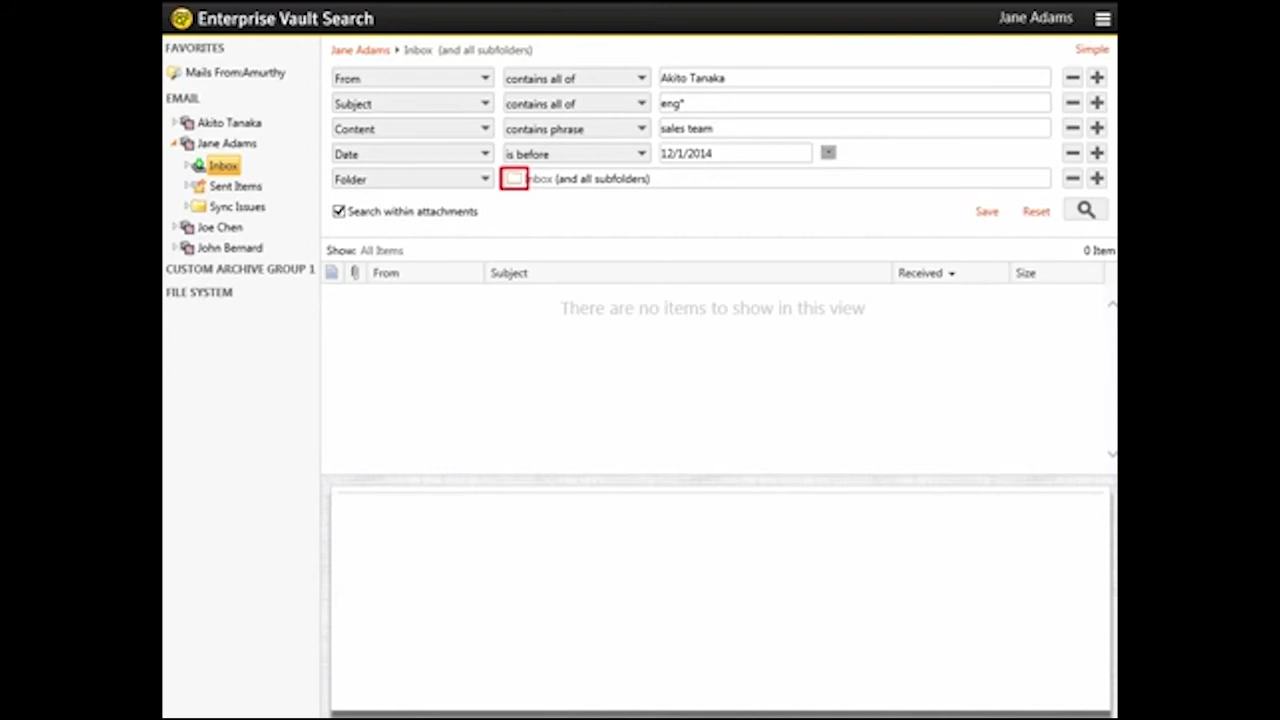 Enterprise Vault Search
Jane Adams
FAVORITES
Mails From:Amurthy
EMAIL
Akito Tanaka
Jane Adams
Inbox
Sent Items
Sync Issues
Joe Chen
John Bernard
CUSTOM ARCHIVE GROUP 1
FILE SYSTEM
Jane Adams Inbox (and all subfolders)
Simple
From contains all of Akito Tanaka
Subject contains all of eng*
Content contains phrase sales team
Date is before 12/1/2014
Folder nbox (and all subfolders)
Search within attachments
Save Reset
Show: All Items
0 Item
From Subject Received Size
There are no items to show in this view